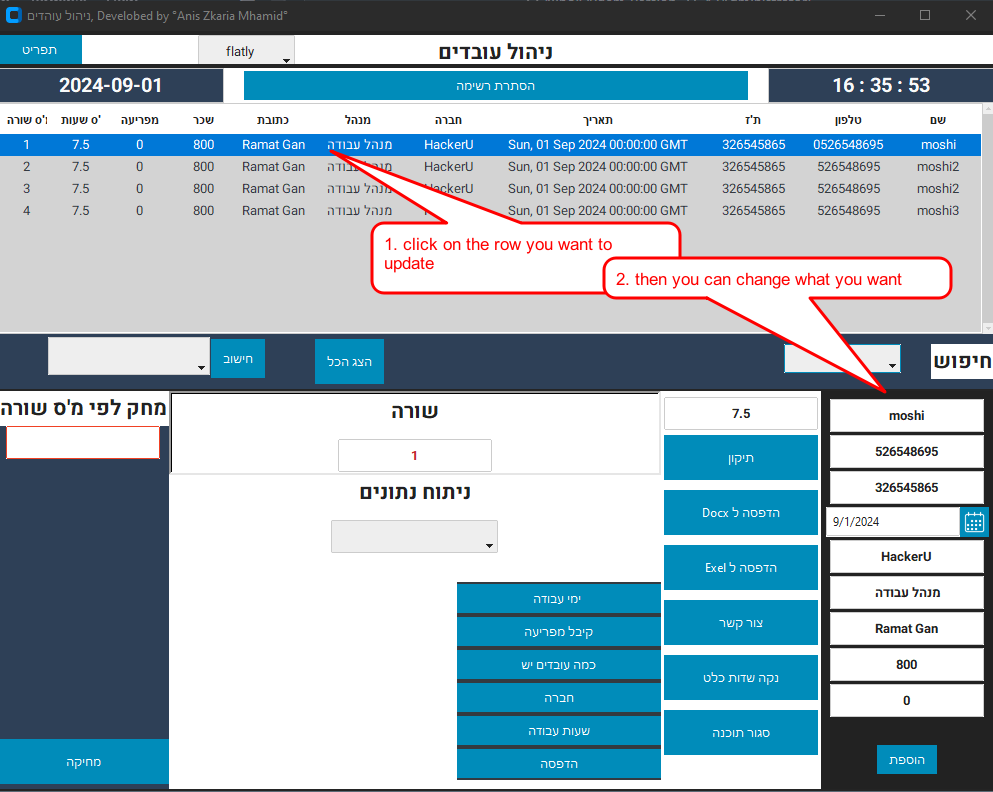 ניהול עוהדים, Develobed by "Anis Zkaria Mhamid"
תפריט
flatly
ניהול עובדים
2024-09-01
הסתרת רשימה
16 : 35 : 53
שם טלפון ת'ז תאריך חברה מנהל כתובת שכר מפריעה ס' שעות מ'ס שורה
1 7.5 0 800 Ramat Gan מנהל עבודה HackerU Sun, 01 Sep 2024 00:00:00 GMT 326545865 0526548695 moshi
2 7.5 0 800 Ramat Gan מנהל עבודה HackerU Sun, 01 Sep 2024 00:00:00 GMT 326545865 526548695 moshi2
3 7.5 0 800 Ramat Gan מנהל עבודה HackerU Sun, 01 Sep 2024 00:00:00 GMT 326545865 526548695 moshi2
4 7.5 0 800 Ramat Gan מנהל עבודה Sun, 01 Sep 2024 00:00:00 GMT 326545865 526548695 moshi3
1. click on the row you want to
update
2. then you can change what you want
חישוב
הצג הכל
חיפוש
מחק לפי מ'ס שורה
מחיקה
שורה
1
ניתוח נתונים
ימי עבודה
קיבל מפריעה
כמה עובדים יש
חברה
שעות עבודה
הדפסה
7.5
תיקון
הדפסה ל Docx
הדפסה ל Exel
צור קשר
נקה שדות כלט
סגור תוכנה
moshi
526548695
326545865
9/1/2024
HackerU
מנהל עבודה
Ramat Gan
800
0
הוספת